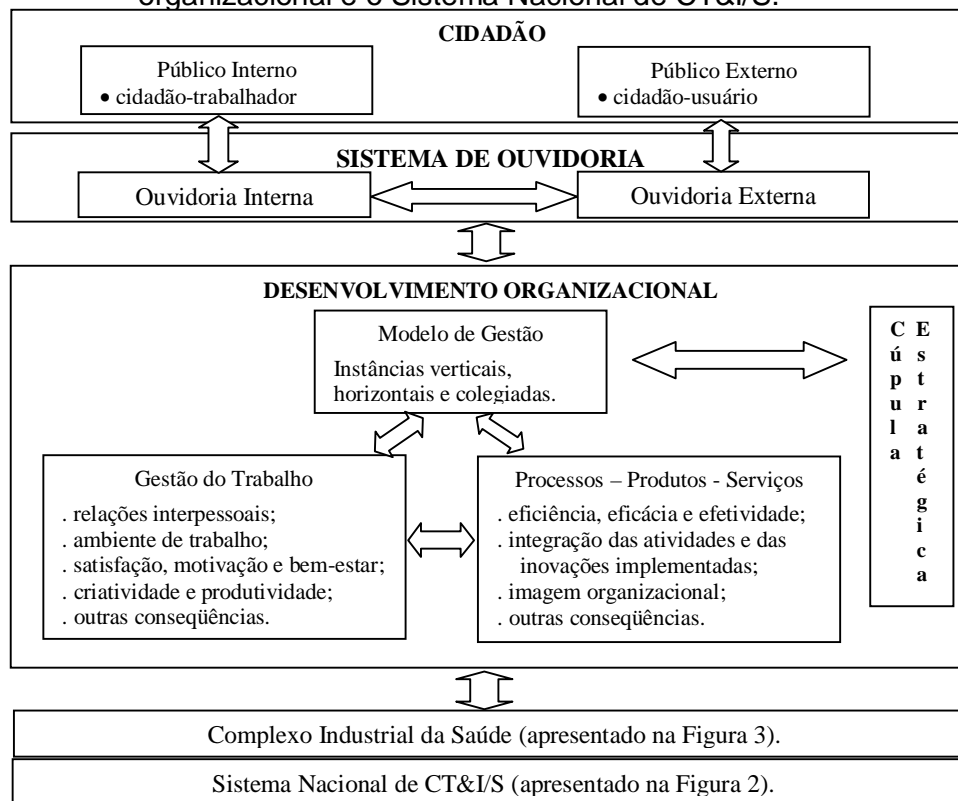 organizacional e o Sistema Nacional de CT&I/S.
CIDADÃO
Público Interno
• cidadão-trabalhador
Público Externo
• cidadão-usuário
SISTEMA DE OUVIDORIA
Ouvidoria Interna
Ouvidoria Externa
DESENVOLVIMENTO ORGANIZACIONAL
Modelo de Gestão
Instâncias verticais,
horizontais e colegiadas.
Cúpula
Estratégica
Gestão do Trabalho
. relações interpessoais;
. ambiente de trabalho;
. satisfação, motivação e bem-estar;
. criatividade e produtividade;
. outras conseqüências.
Processos – Produtos - Serviços
. eficiência, eficácia e efetividade;
. integração das atividades e das
inovações implementadas;
. imagem organizacional;
. outras conseqüências.
Complexo Industrial da Saúde (apresentado na Figura 3).
Sistema Nacional de CT&I/S (apresentado na Figura 2).